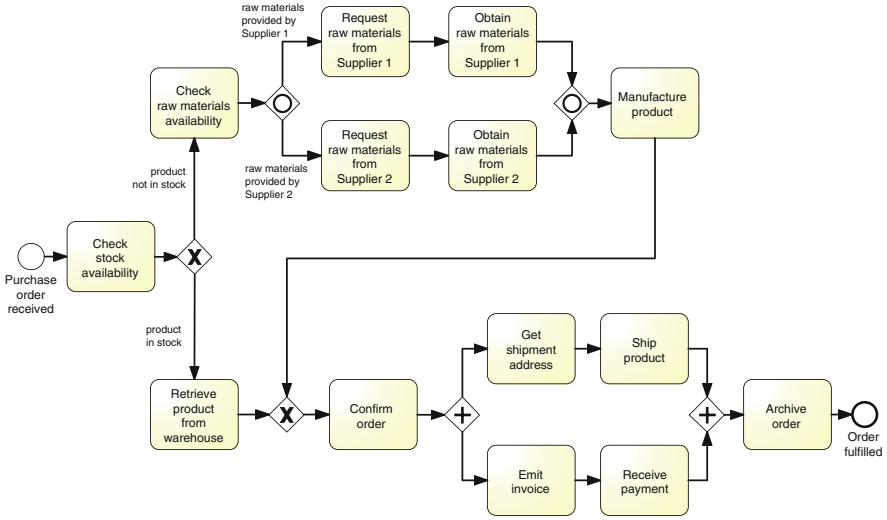 raw materials
provided by
Supplier 1
Request
raw materials
from
Supplier 1
Obtain
raw materials
from
Supplier 1
Check
raw materials
availability
Manufacture
product
Request
raw materials
from
Supplier 2
Obtain
raw materials
from
Supplier 2
raw materials
provided by
Supplier 2
product
not in stock
Check
stock
availability
X
Purchase
order
received
product
in stock
Get
shipment
address
Ship
product
Retrieve
product
from
warehouse
X
Confirm
order
Archive
order
Order
fulfilled
Emit
invoice
Receive
payment